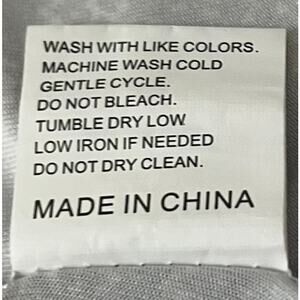 WASH WITH LIKE COLORS.
MACHINE WASH COLD
GENTLE CYCLE.
DO NOT BLEACH.
TUMBLE DRY LOW
LOW IRON IF NEEDED
DO NOT DRY CLEAN.
MADE IN CHINA